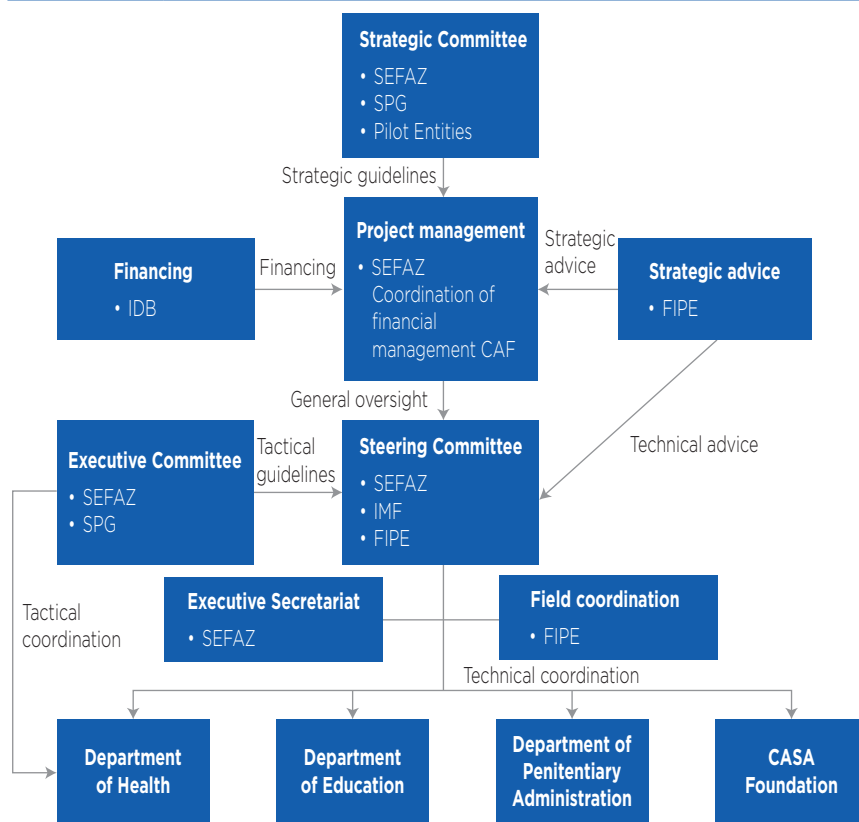 Strategic Committee
• SEFAZ
• SPG
• Pilot Entities
Strategic guidelines
Project management
• SEFAZ
Coordination of
financial
management CAF
Financing
• IDB
Financing
Strategic
advice
Strategic advice
• FIPE
General oversight
Technical advice
Executive Committee
• SEFAZ
• SPG
Tactical
guidelines
Steering Committee
• SEFAZ
• IMF
• FIPE
Executive Secretariat
• SEFAZ
Field coordination
• FIPE
Tactical
coordination
Technical coordination
Department
of Health
Department
of Education
Department of
Penitentiary
Administration
CASA
Foundation